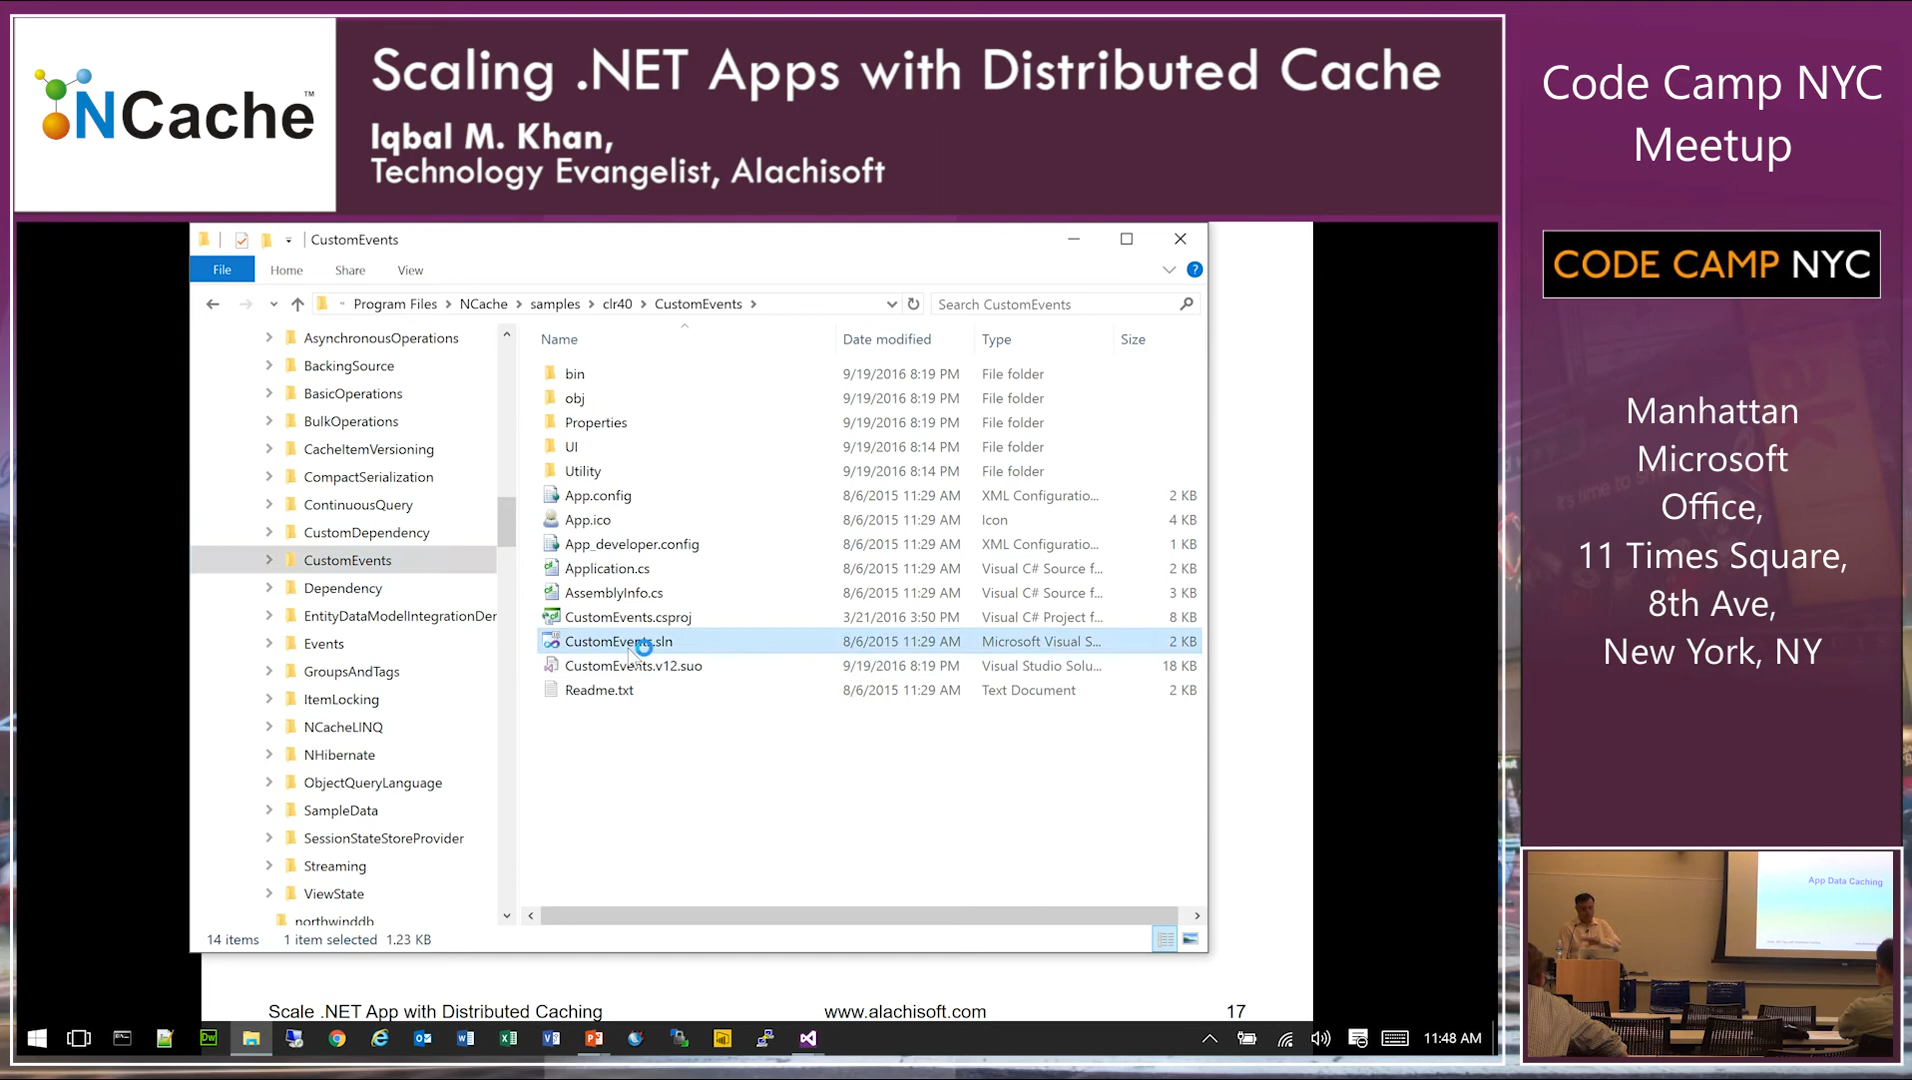 NCache™
Scaling .NET Apps with Distributed Cache
Iqbal M. Khan,
Technology Evangelist, Alachisoft
Code Camp NYC
Meetup
CODE CAMP NYC
Manhattan
Microsoft
Office,
11 Times Square,
8th Ave,
New York, NY
CustomEvents
File Home Share View
Program Files NCache samples clr40 CustomEvents
Search CustomEvents
AsynchronousOperations
BackingSource
BasicOperations
BulkOperations
CacheItemVersioning
CompactSerialization
ContinuousQuery
CustomDependency
CustomEvents
Dependency
EntityDataModelIntegrationDer
Events
GroupsAndTags
ItemLocking
NCacheLINQ
NHibernate
ObjectQueryLanguage
SampleData
SessionStateStoreProvider
Streaming
ViewState
northwinddb
Name Date modified Type Size
bin 9/19/2016 8:19 PM File folder
obj 9/19/2016 8:19 PM File folder
Properties 9/19/2016 8:19 PM File folder
UI 9/19/2016 8:14 PM File folder
Utility 9/19/2016 8:14 PM File folder
App.config 8/6/2015 11:29 AM XML Configuratio... 2 KB
App.ico 8/6/2015 11:29 AM Icon 4 KB
App_developer.config 8/6/2015 11:29 AM XML Configuratio... 1 KB
Application.cs 8/6/2015 11:29 AM Visual C# Source f... 2 KB
AssemblyInfo.cs 8/6/2015 11:29 AM Visual C# Source f... 3 KB
CustomEvents.csproj 3/21/2016 3:50 PM Visual C# Project f... 8 KB
CustomEvents.sln 8/6/2015 11:29 AM Microsoft Visual S... 2 KB
CustomEvents.v12.suo 9/19/2016 8:19 PM Visual Studio Solu... 18 KB
Readme.txt 8/6/2015 11:29 AM Text Document 2 KB
14 items 1 item selected 1.23 KB
Scale .NET App with Distributed Caching www.alachisoft.com 17
11:48 AM
App Data Caching